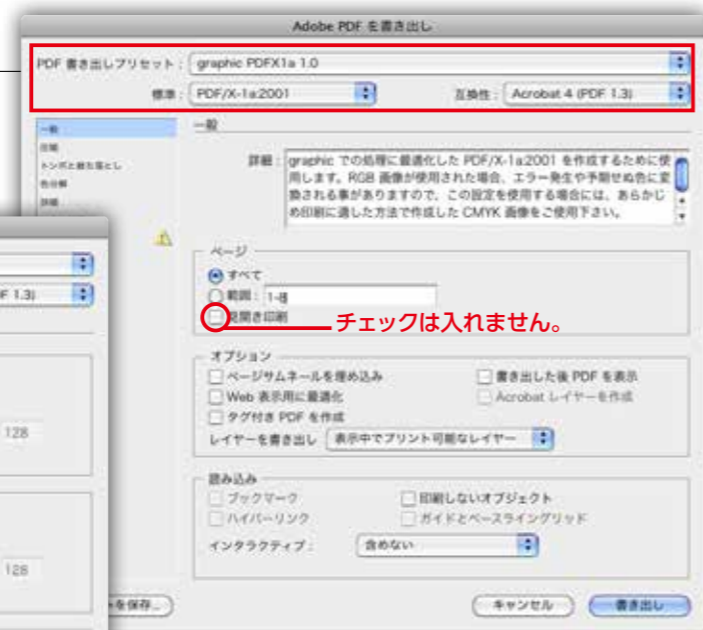 Adobe PDF を書き出し
PDF 書き出しプリセット： graphic PDFX1a 1.0
標準： PDF/X-1a:2001 互換性： Acrobat 4 (PDF 1.3)
一般
圧縮
トンボと裁ち落とし
色分解
詳細
一般
詳細： graphic での処理に最適化した PDF/X-1a:2001 を作成するために使
用します。RGB 画像が使用された場合、エラー発生や予期せぬ色に変
換される事がありますので、この設定を使用する場合には、あらかじ
め印刷に適した方法で作成した CMYK 画像をご使用下さい。
ページ
すべて
範囲： 1-8
見開き印刷
チェックは入れません。
オプション
ページサムネールを埋め込み 書き出した後 PDF を表示
Web 表示用に最適化 Acrobat レイヤーを作成
タグ付き PDF を作成
レイヤーを書き出し 表示中でプリント可能なレイヤー
読み込み
ブックマーク 印刷しないオブジェクト
ハイパーリンク ガイドとベースライングリッド
インタラクティブ： 含めない
を保存... キャンセル 書き出し
F 1.3)
128
128